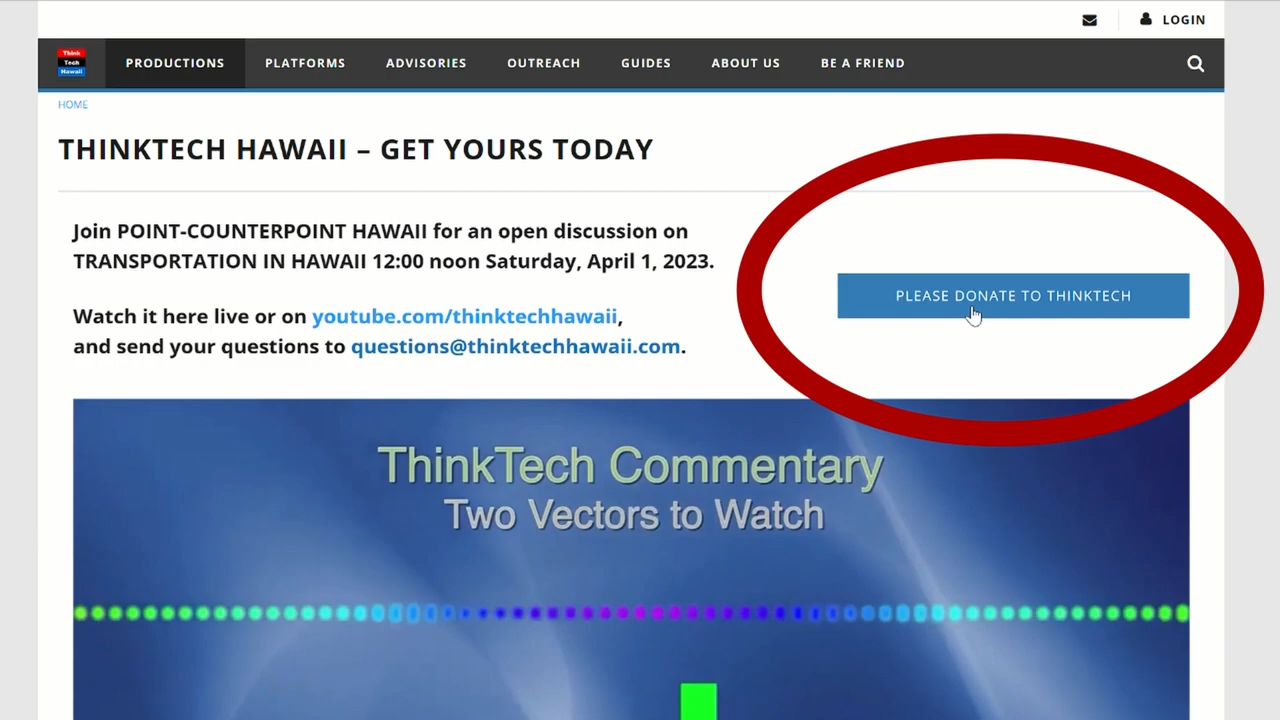 LOGIN
Think
Tech
Hawaii
PRODUCTIONS PLATFORMS ADVISORIES OUTREACH GUIDES ABOUT US BE A FRIEND
HOME
THINKTECH HAWAII – GET YOURS TODAY
Join POINT-COUNTERPOINT HAWAII for an open discussion on
TRANSPORTATION IN HAWAII 12:00 noon Saturday, April 1, 2023.
PLEASE DONATE TO THINKTECH
Watch it here live or on youtube.com/thinktechhawaii,
and send your questions to questions@thinktechhawaii.com.
ThinkTech Commentary
Two Vectors to Watch